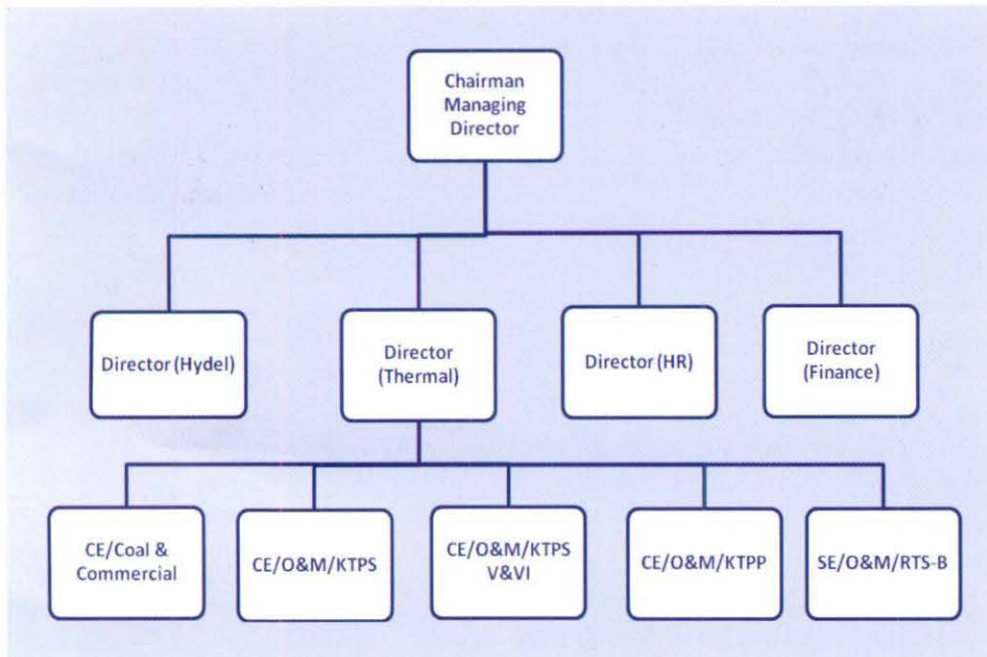 Chairman
Managing
Director
Director (Hydel)
Director
(Thermal)
Director (HR)
Director
(Finance)
CE/Coal &
Commercial
CE/O&M/KTPS
CE/O&M/KTPS
V&VI
CE/O&M/KTPP
SE/O&M/RTS-B